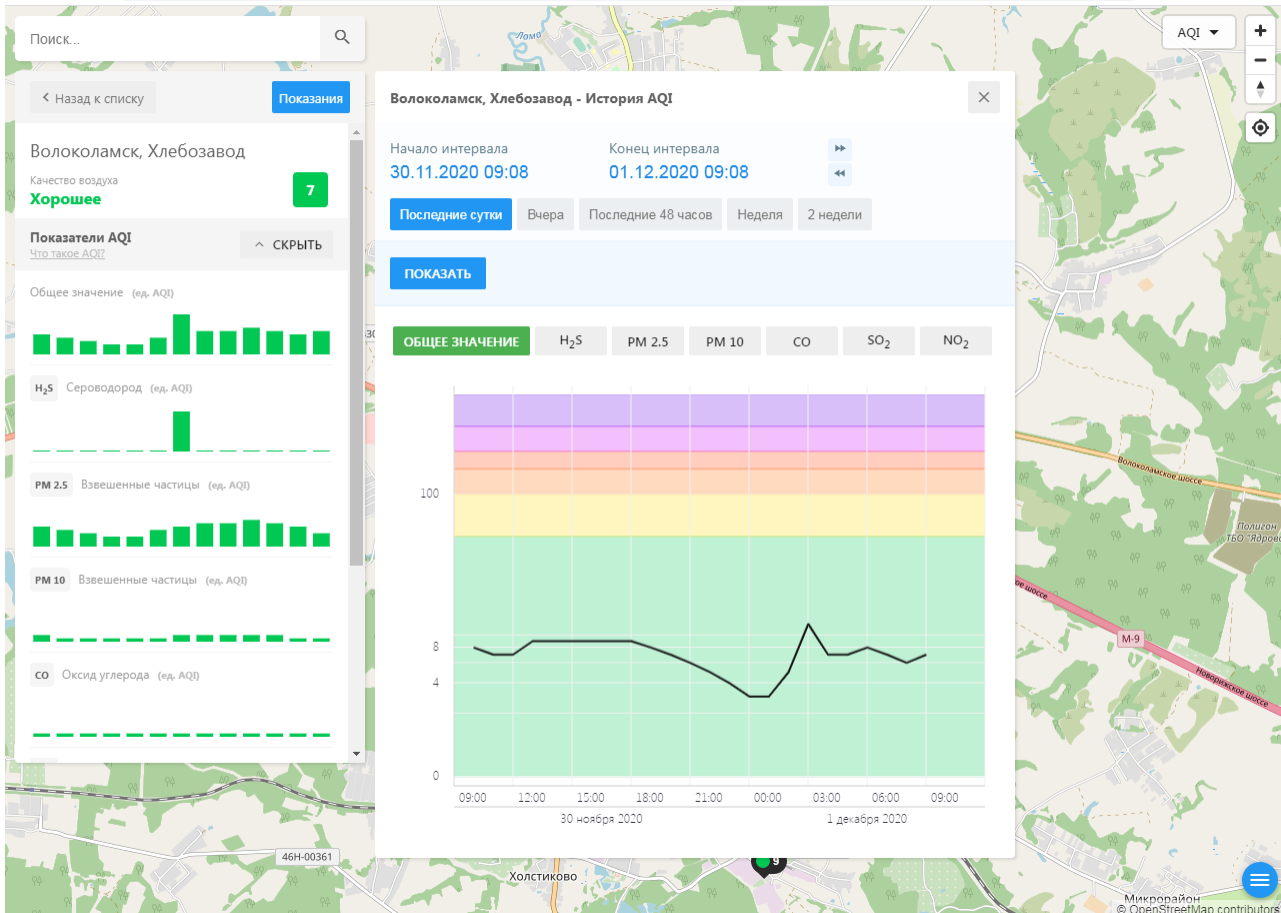 Поиск...
Назад к списку
Показания
Волоколамск, Хлебозавод
Качество воздуха
Хорошее
7
Показатели AQI
Что такое AQI?
СКРЫТЬ
Общее значение (ед. AQI)
H2S Сероводород (ед. AQI)
PM 2.5 Взвешенные частицы (ед. AQI)
PM 10 Взвешенные частицы (ед. AQI)
CO Оксид углерода (ед. AQI)
Волоколамск, Хлебозавод - История AQI
Начало интервала
30.11.2020 09:08
Конец интервала
01.12.2020 09:08
Последние сутки
Вчера
Последние 48 часов
Неделя
2 недели
ПОКАЗАТЬ
ОБЩЕЕ ЗНАЧЕНИЕ
H2S
PM 2.5
PM 10
CO
SO2
NO2
100
8
4
0
09:00 12:00 15:00 18:00 21:00 00:00 03:00 06:00 09:00
30 ноября 2020 1 декабря 2020
AQI
Ломо
Волоколамское шоссе
Полигон
ТБО "Ядрово
М-9
Новорижское шоссе
46Н-00361
Холстиково
9
Микрорайон
© OpenStreetMap contributors